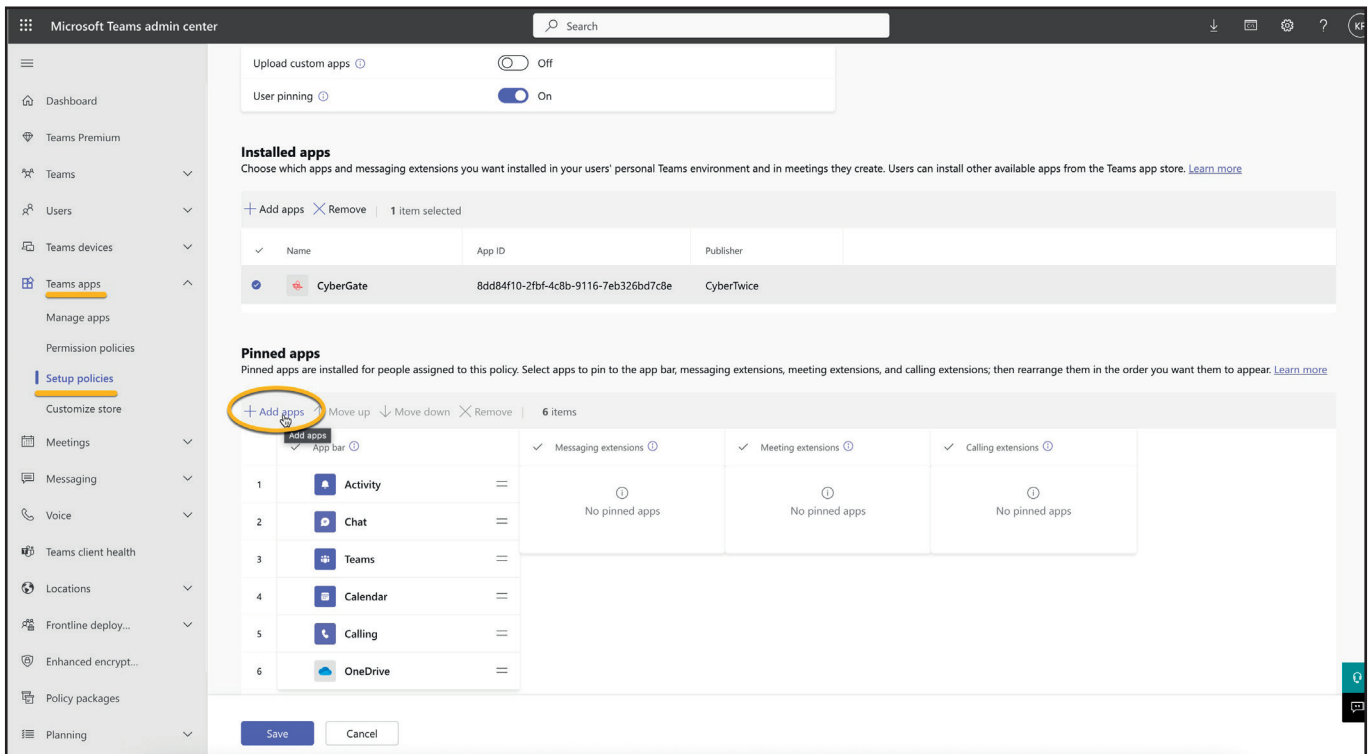 Microsoft Teams admin center
Search
KF
Dashboard
Teams Premium
Teams
Users
Teams devices
Teams apps
Manage apps
Permission policies
Setup policies
Customize store
Meetings
Messaging
Voice
Teams client health
Locations
Frontline deploy...
Enhanced encrypt...
Policy packages
Planning
Upload custom apps Off
User pinning On
Installed apps
Choose which apps and messaging extensions you want installed in your users' personal Teams environment and in meetings they create. Users can install other available apps from the Teams app store. Learn more
Add apps Remove 1 item selected
Name App ID Publisher
CyberGate 8dd84f10-2fbf-4c8b-9116-7eb326bd7c8e CyberTwice
Pinned apps
Pinned apps are installed for people assigned to this policy. Select apps to pin to the app bar, messaging extensions, meeting extensions, and calling extensions; then rearrange them in the order you want them to appear. Learn more
Add apps Move up Move down Remove 6 items
Add apps
App bar Messaging extensions Meeting extensions Calling extensions
1 Activity
No pinned apps No pinned apps No pinned apps
2 Chat
3 Teams
4 Calendar
5 Calling
6 OneDrive
Save Cancel